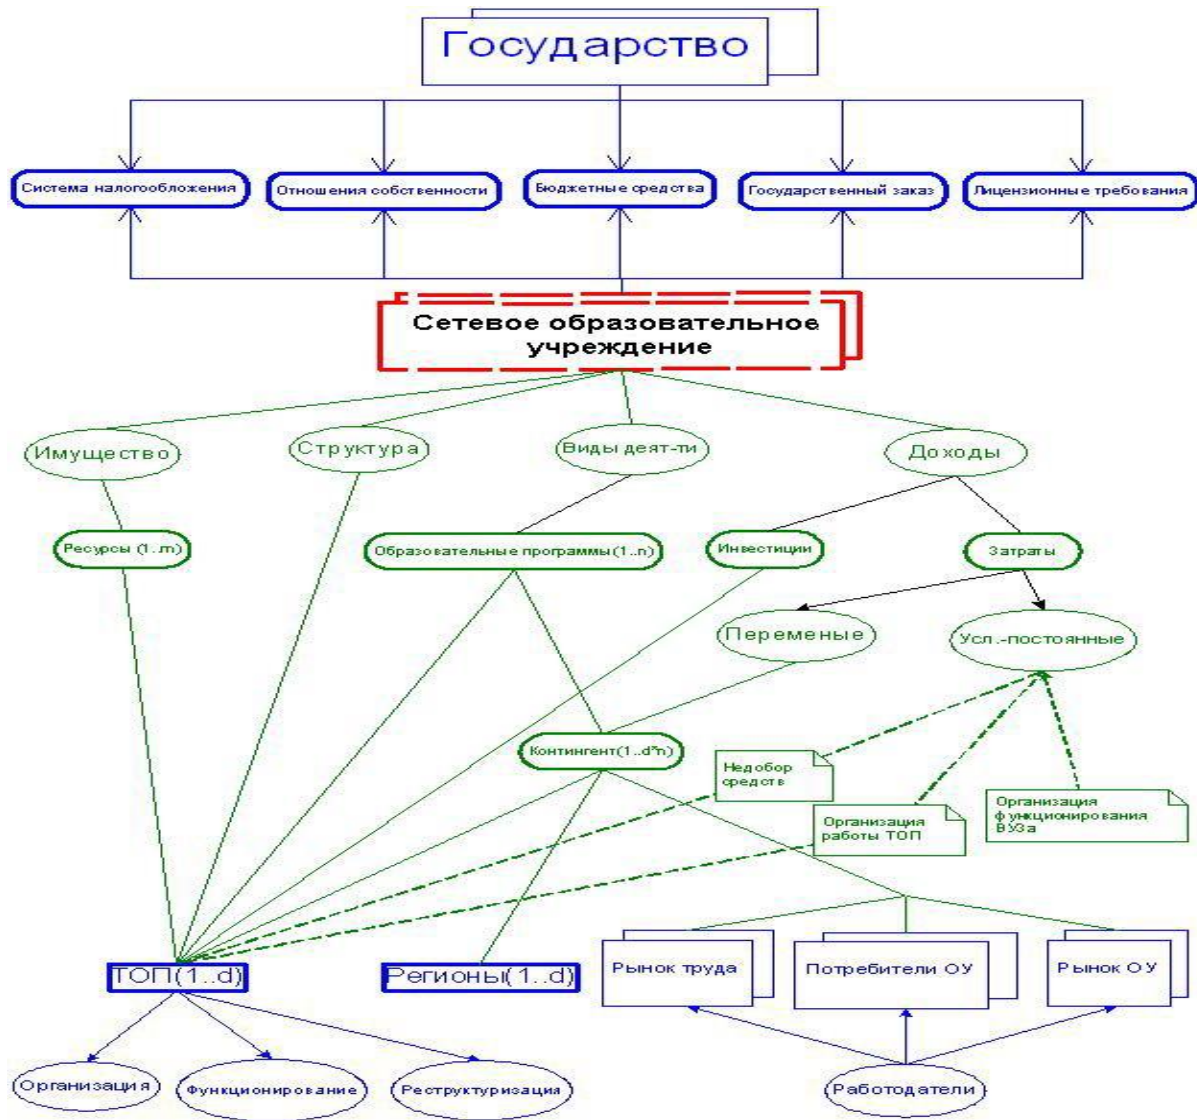 Государство
Система налогообложения
Отношения собственности
Бюджетные средства
Государственный заказ
Лицензионные требования
Сетевое образовательное
учреждение
Имущество
Структура
Виды деят-ти
Доходы
Ресурсы (1..m)
Образовательные программы(1..n)
Инвестиции
Затраты
Переменые
Усл.-постоянные
Контингент(1..d*n)
Недобор
средств
Организация
работы ТОП
Организация
функционирования
ВУЗа
ТОП(1..d)
Регионы(1..d)
Рынок труда
Потребители ОУ
Рынок ОУ
Организация
Функционирование
Реструктуризация
Работодатели